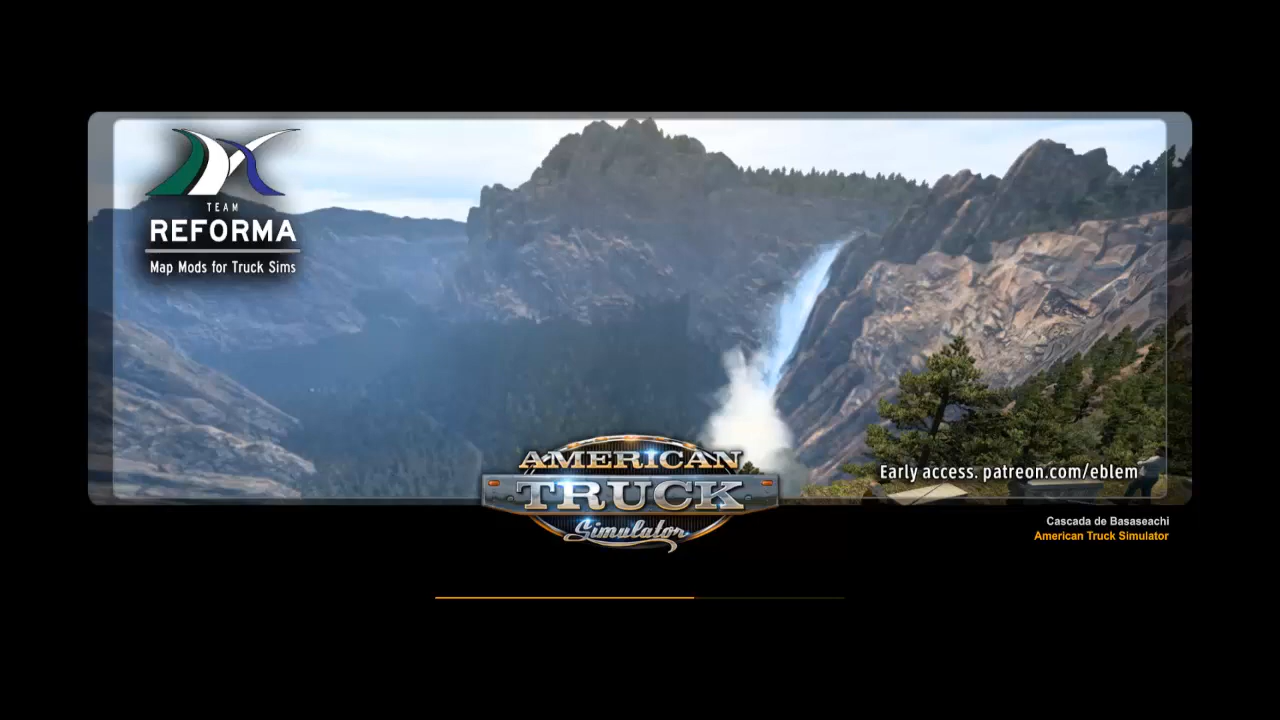 TEAM
REFORMA
Map Mods for Truck Sims
AMERICAN
TRUCK
Simulator
Early access. patreon.com/eblem
Cascada de Basaseachi
American Truck Simulator